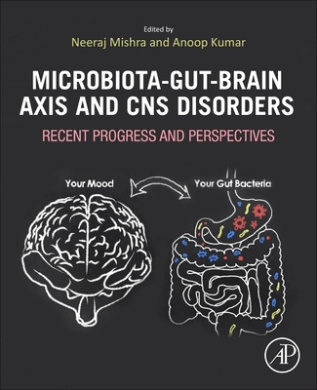 Edited by
Neeraj Mishra and Anoop Kumar
MICROBIOTA-GUT-BRAIN
AXIS AND CNS DISORDERS
RECENT PROGRESS AND PERSPECTIVES
Your Mood
Your Gut Bacteria
AP